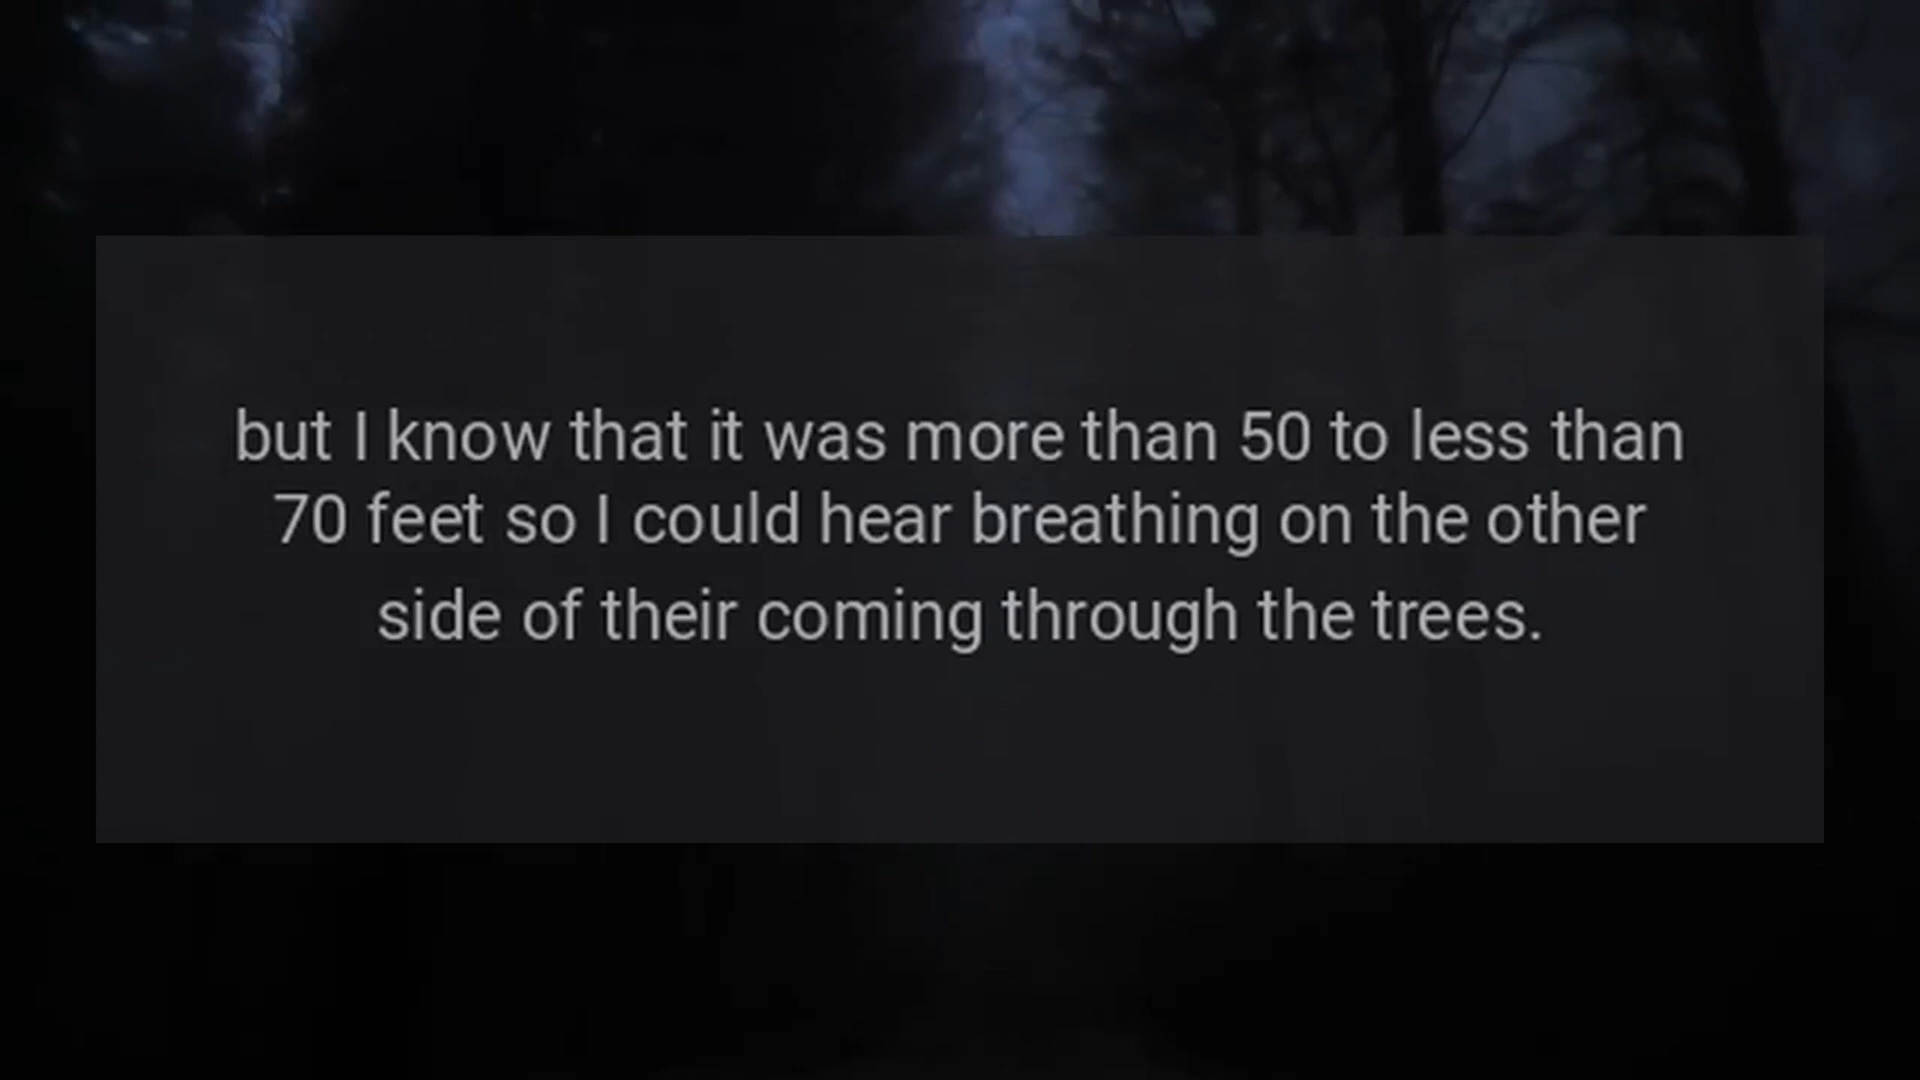 but I know that it was more than 50 to less than
70 feet so I could hear breathing on the other
side of their coming through the trees.